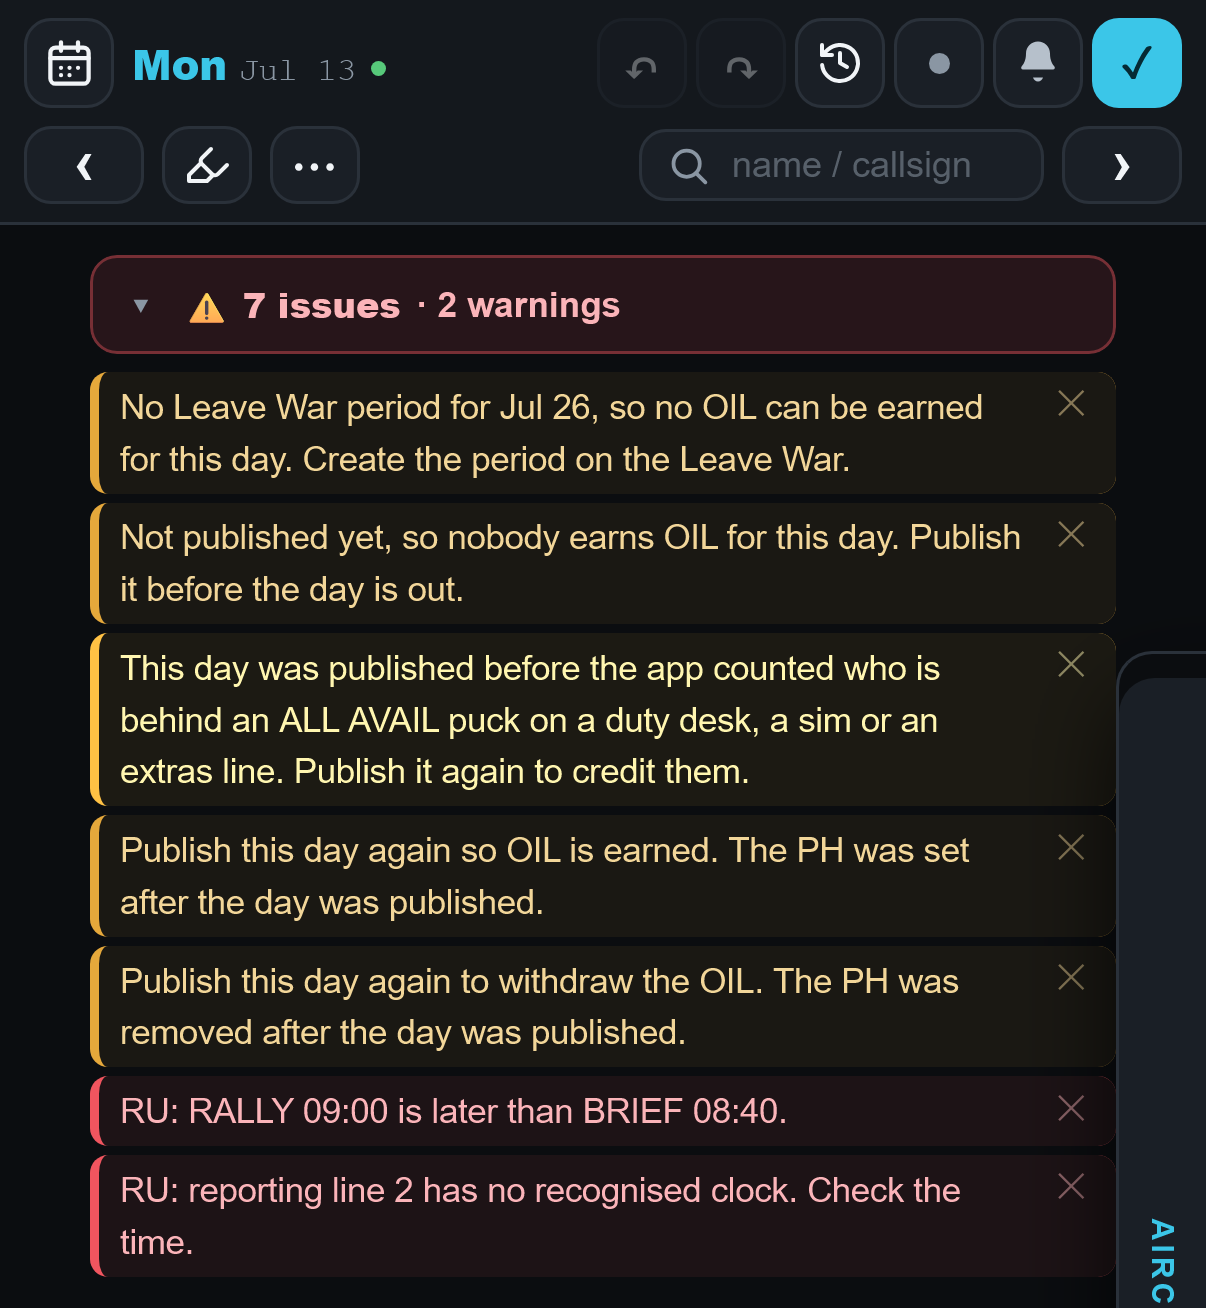 Mon Jul 13
name / callsign
7 issues · 2 warnings
No Leave War period for Jul 26, so no OIL can be earned
for this day. Create the period on the Leave War.
Not published yet, so nobody earns OIL for this day. Publish
it before the day is out.
This day was published before the app counted who is
behind an ALL AVAIL puck on a duty desk, a sim or an
extras line. Publish it again to credit them.
Publish this day again so OIL is earned. The PH was set
after the day was published.
Publish this day again to withdraw the OIL. The PH was
removed after the day was published.
RU: RALLY 09:00 is later than BRIEF 08:40.
RU: reporting line 2 has no recognised clock. Check the
time.
AIRC